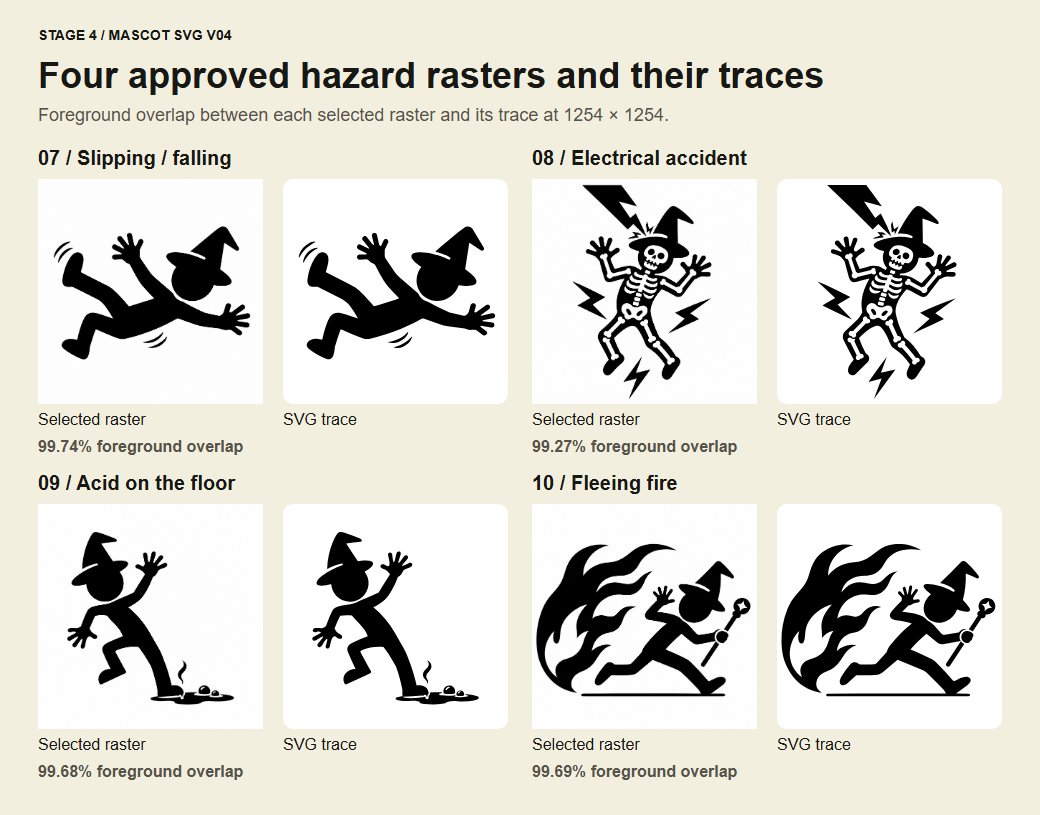 STAGE 4 / MASCOT SVG V04
Four approved hazard rasters and their traces
Foreground overlap between each selected raster and its trace at 1254 × 1254.
07 / Slipping / falling
08 / Electrical accident
Selected raster
SVG trace
Selected raster
SVG trace
99.74% foreground overlap
99.27% foreground overlap
09 / Acid on the floor
10 / Fleeing fire
Selected raster
SVG trace
Selected raster
SVG trace
99.68% foreground overlap
99.69% foreground overlap